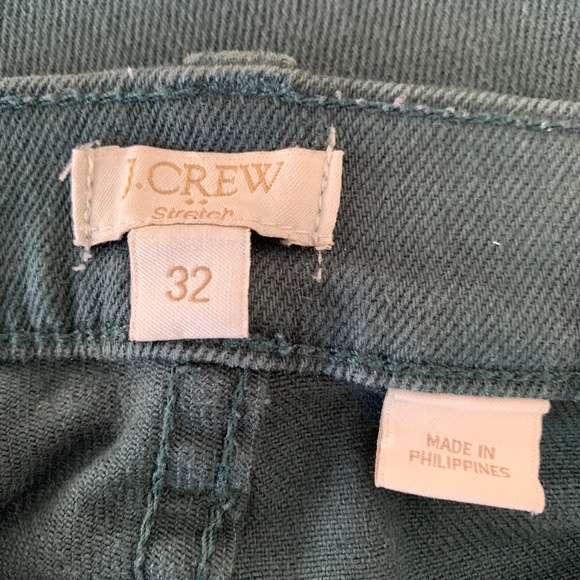 J.CREW
Stretch
32
MADE IN
PHILIPPINES